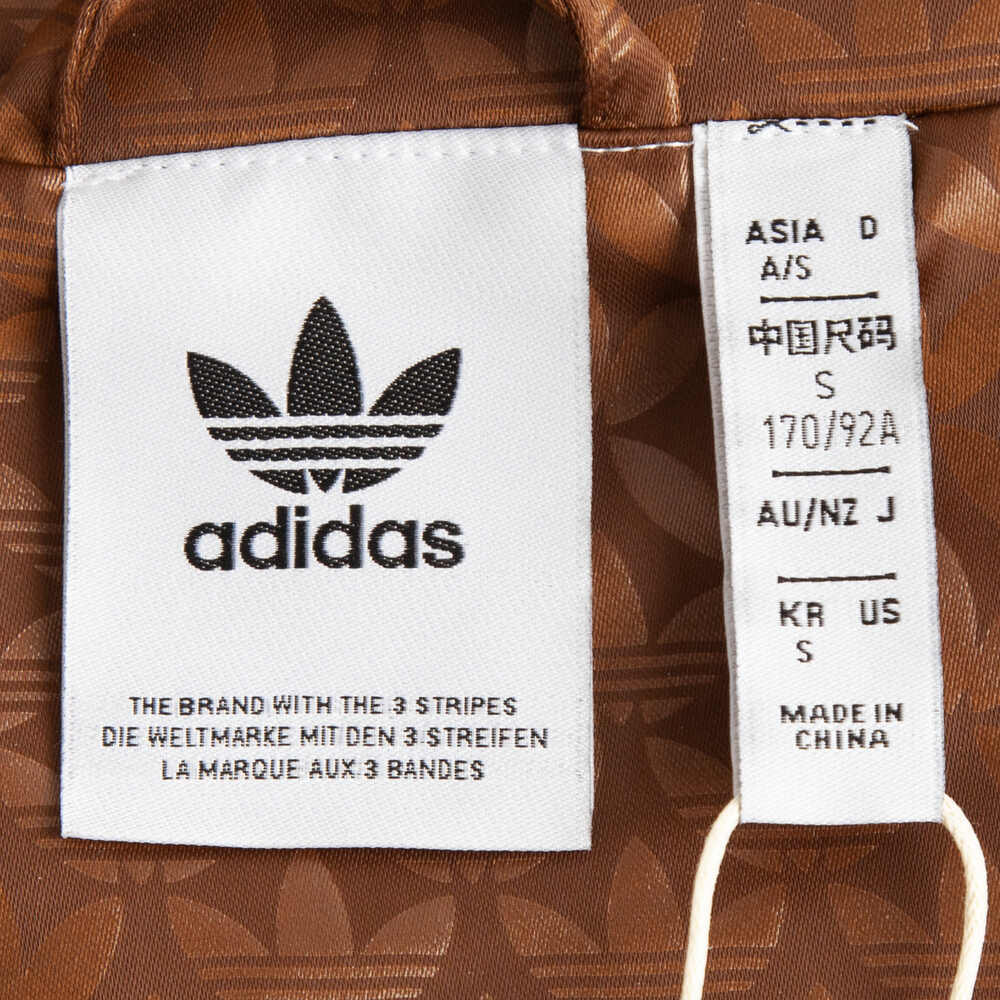 adidas
THE BRAND WITH THE 3 STRIPES
DIE WELTMARKE MIT DEN 3 STREIFEN
LA MARQUE AUX 3 BANDES
ASIA D
A/S
中国尺码
S
170/92A
AU/NZ J
KR US
S
MADE IN
CHINA